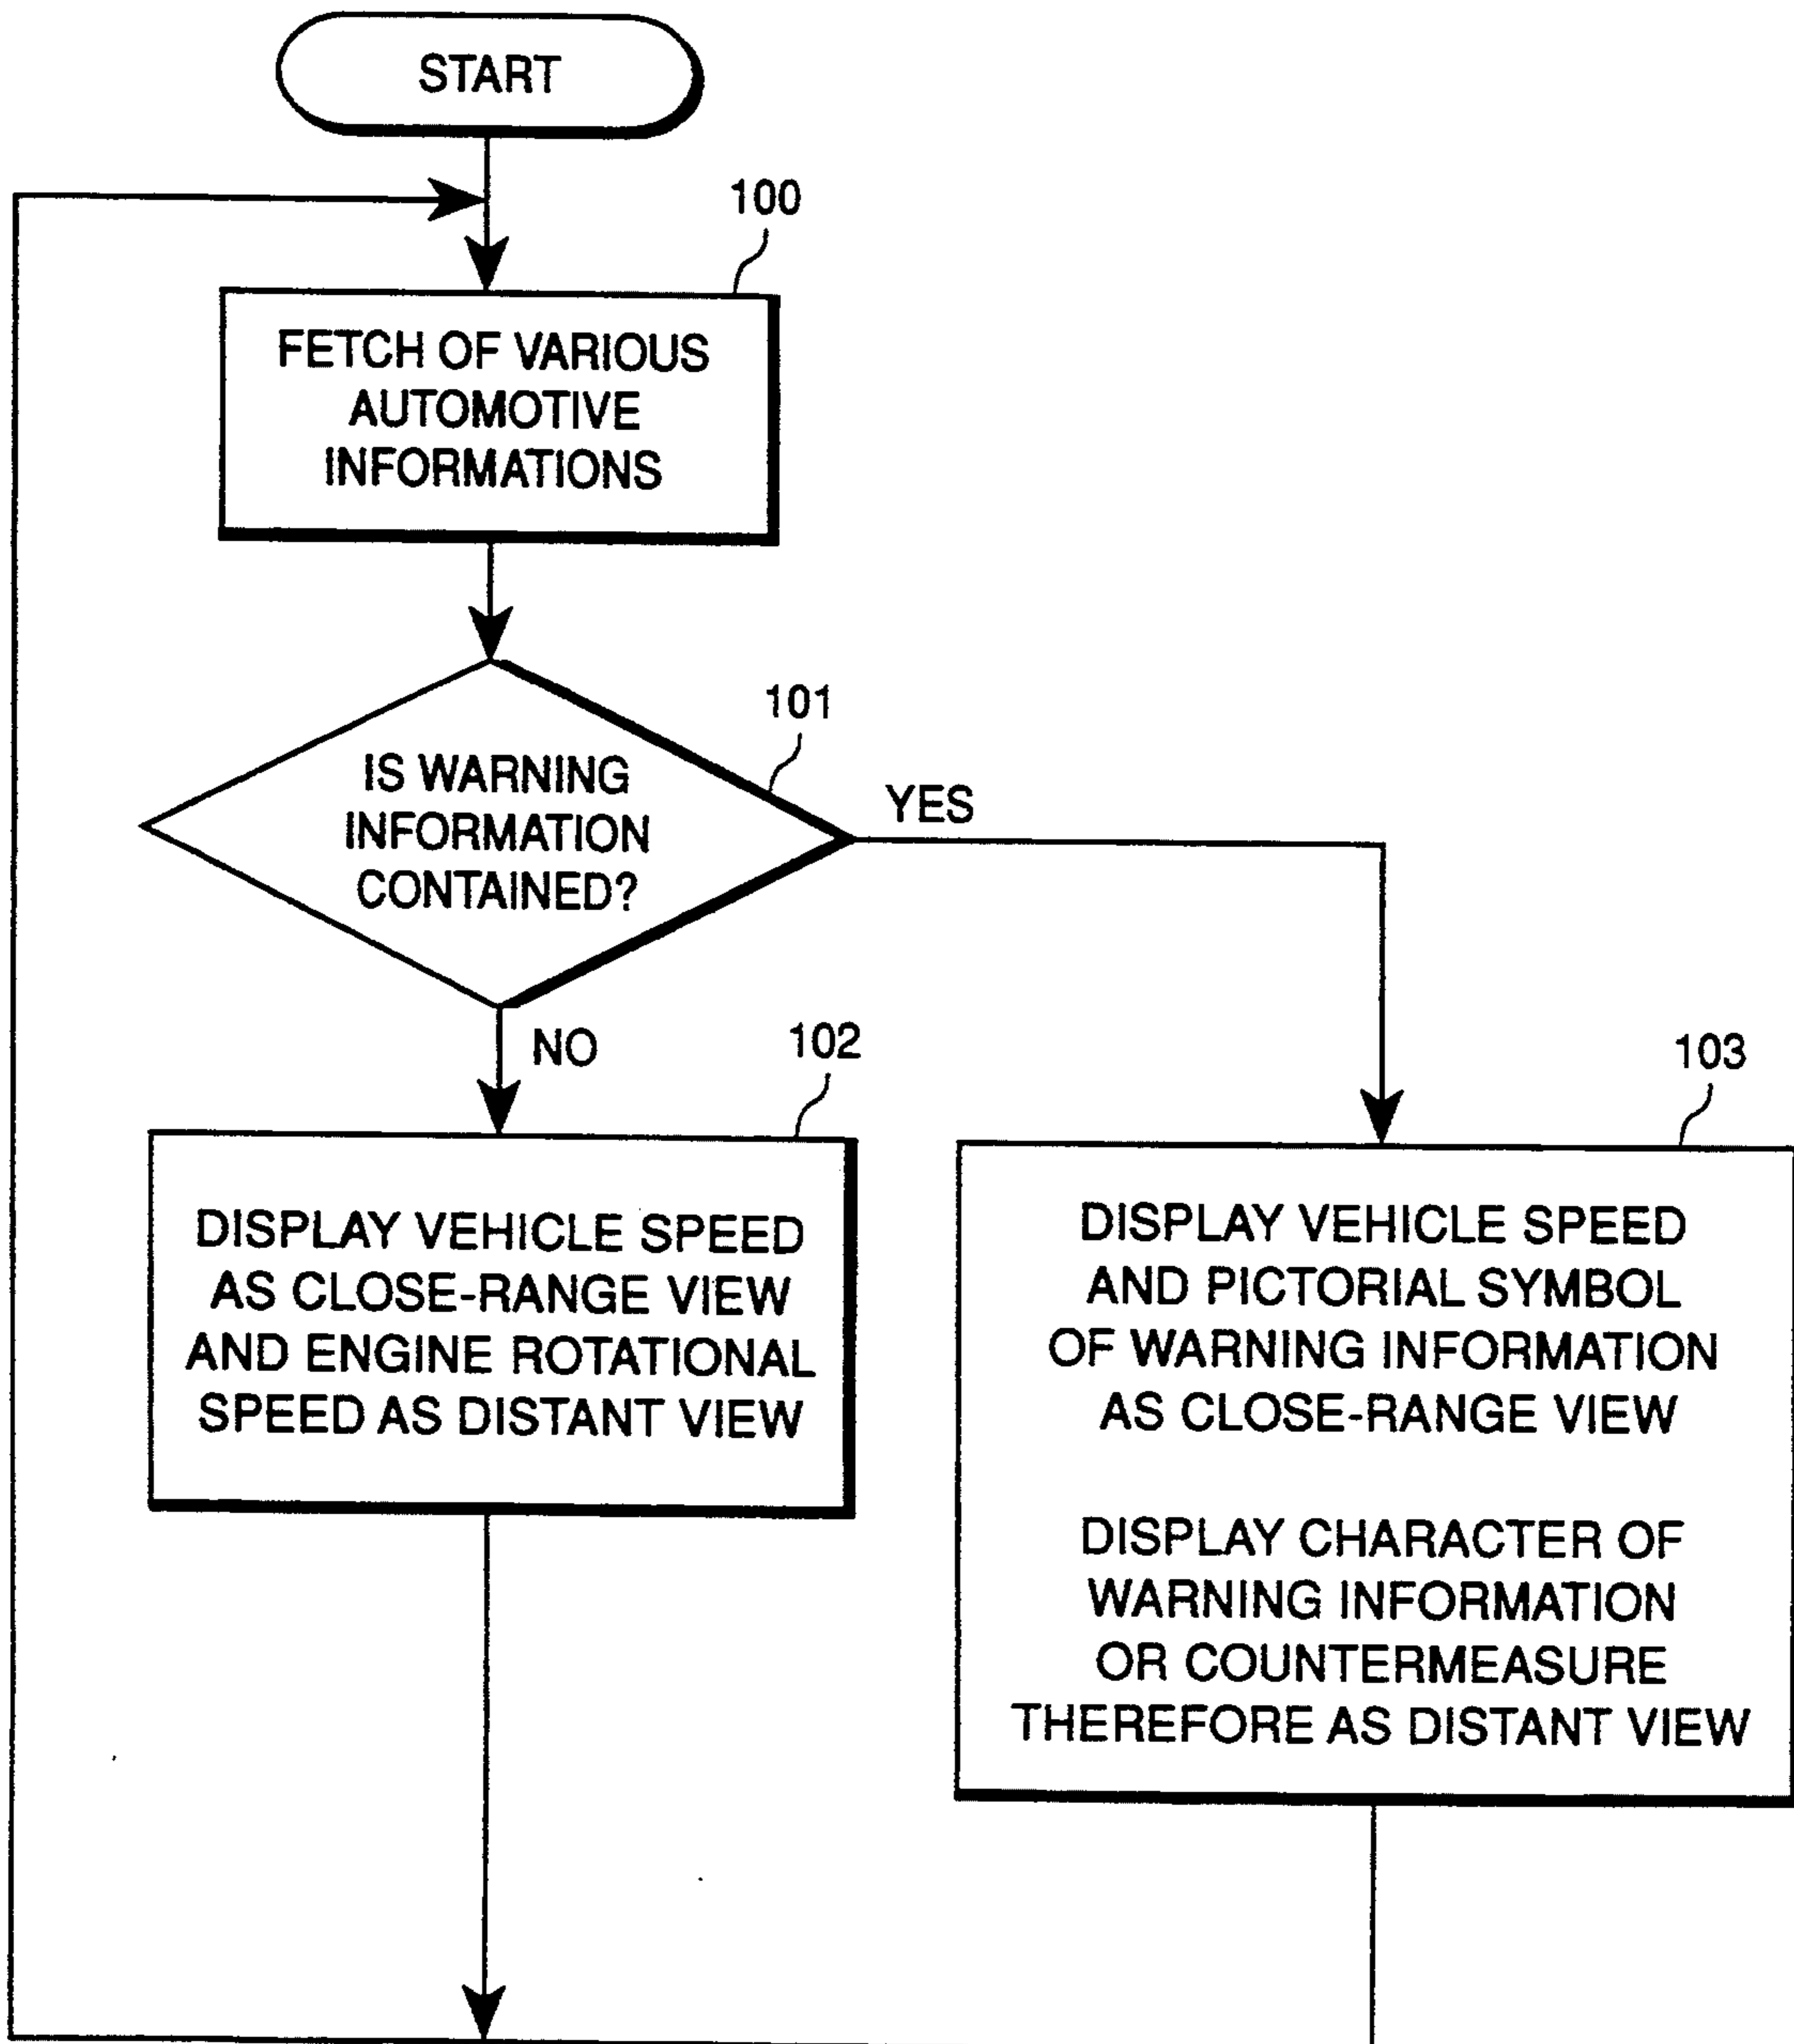 START
100
FETCH OF VARIOUS
AUTOMOTIVE
INFORMATIONS
101
IS WARNING
INFORMATION
CONTAINED?
YES
NO
102
DISPLAY VEHICLE SPEED
AS CLOSE-RANGE VIEW
AND ENGINE ROTATIONAL
SPEED AS DISTANT VIEW
103
DISPLAY VEHICLE SPEED
AND PICTORIAL SYMBOL
OF WARNING INFORMATION
AS CLOSE-RANGE VIEW
DISPLAY CHARACTER OF
WARNING INFORMATION
OR COUNTERMEASURE
THEREFORE AS DISTANT VIEW